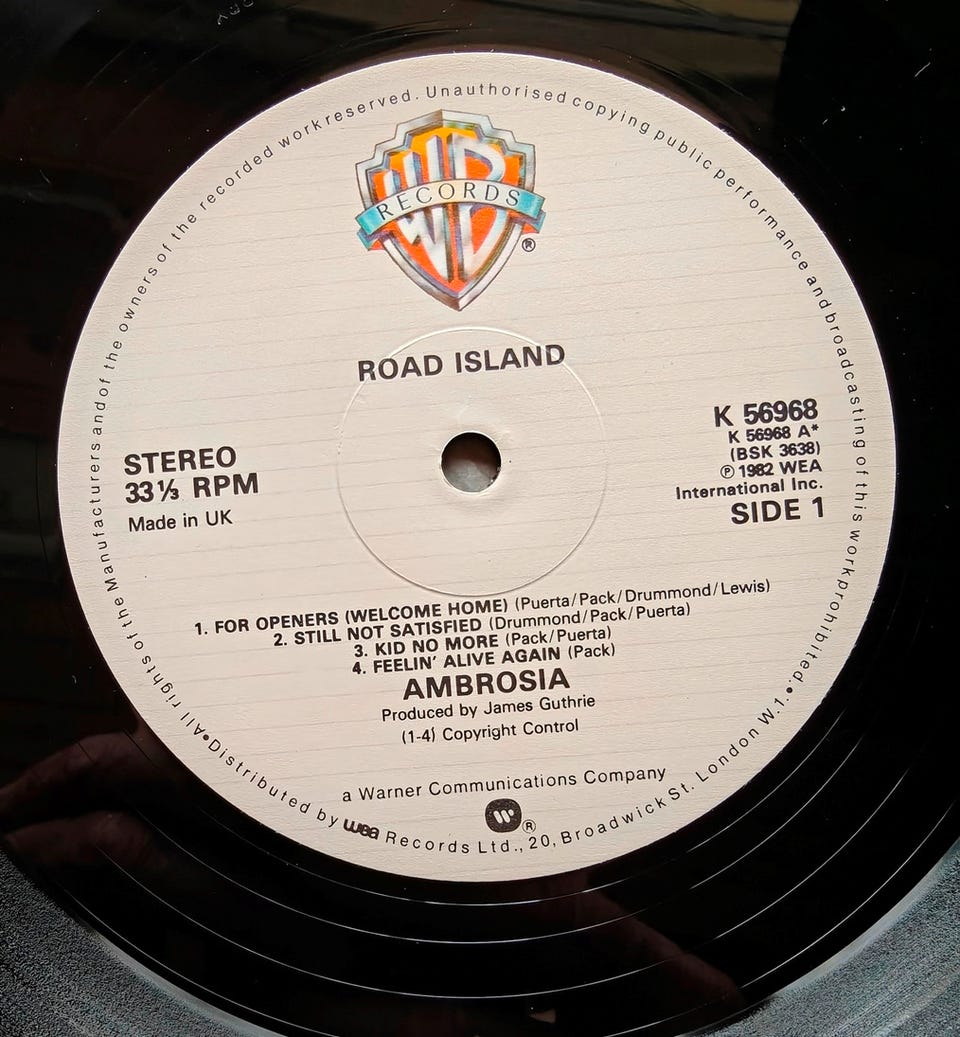 All rights of the Manufacturers and of the owners of the recorded work reserved. Unauthorised copying public performance and broadcasting of this work prohibited.
WB
RECORDS
®
ROAD ISLAND
STEREO
33⅓ RPM
Made in UK
K 56968
K 56968 A*
(BSK 3638)
℗ 1982 WEA
International Inc.
SIDE 1
1. FOR OPENERS (WELCOME HOME) (Puerta/Pack/Drummond/Lewis)
2. STILL NOT SATISFIED (Drummond/Pack/Puerta)
3. KID NO MORE (Pack/Puerta)
4. FEELIN' ALIVE AGAIN (Pack)
AMBROSIA
Produced by James Guthrie
(1-4) Copyright Control
a Warner Communications Company
W®
•Distributed by wea Records Ltd., 20, Broadwick St. London W.1.•